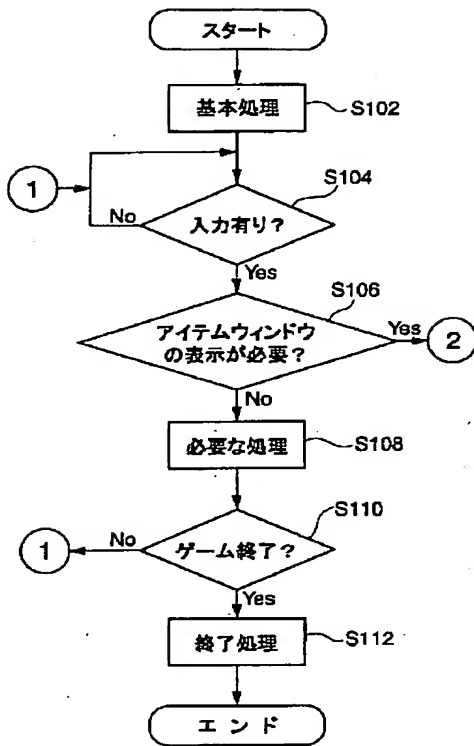 スタート
基本処理
S102
1
S104
No
入力有り?
Yes
S106
アイテムウィンドウ
の表示が必要?
Yes
2
No
必要な処理
S108
S110
1
No
ゲーム終了?
Yes
終了処理
S112
エンド